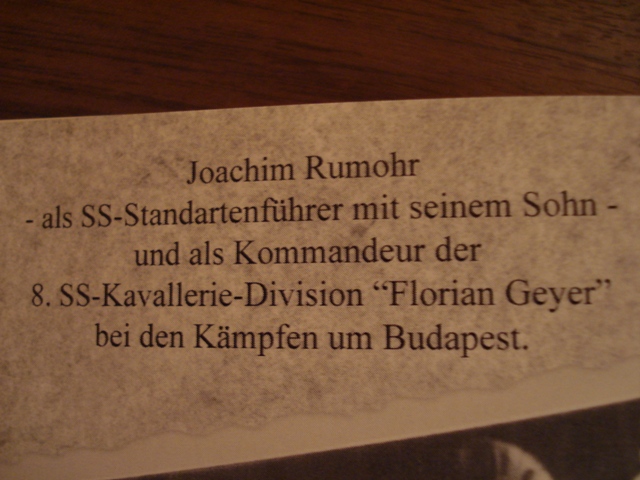 Joachim Rumohr
- als SS-Standartenführer mit seinem Sohn -
und als Kommandeur der
8. SS-Kavallerie-Division “Florian Geyer”
bei den Kämpfen um Budapest.